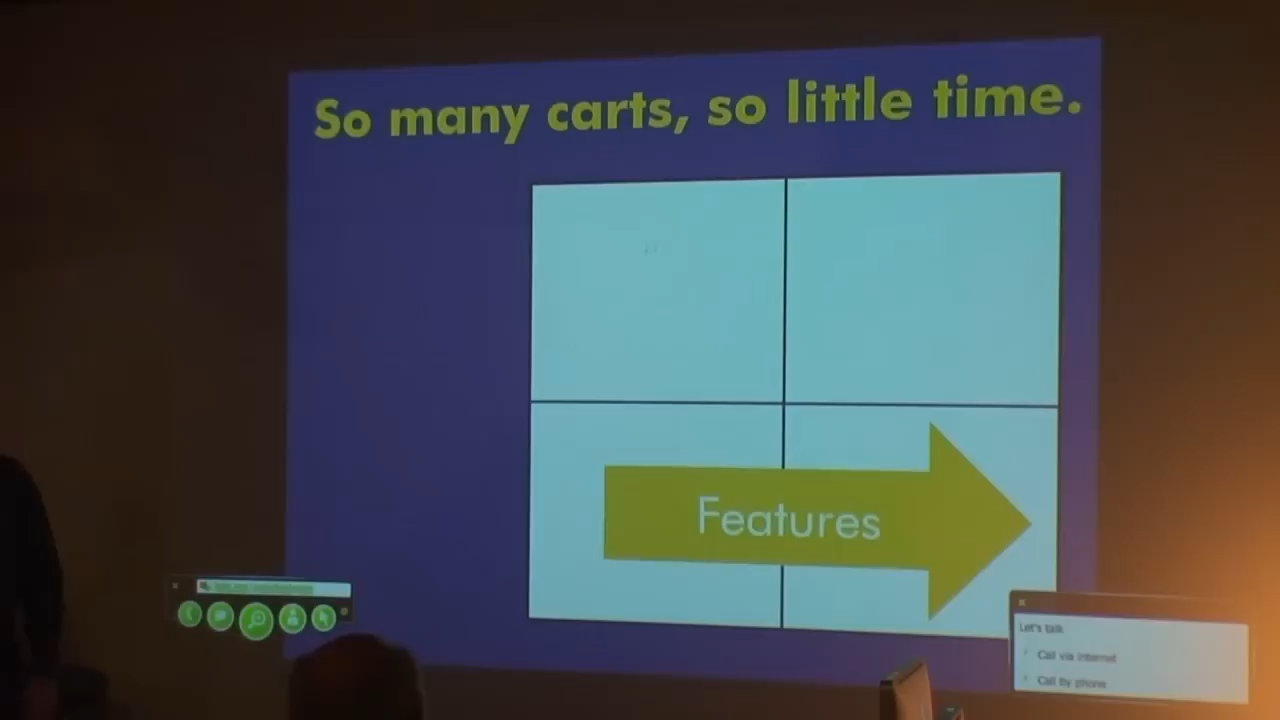 So many carts, so little time.
Features
Let's talk
Call via internet
Call by phone